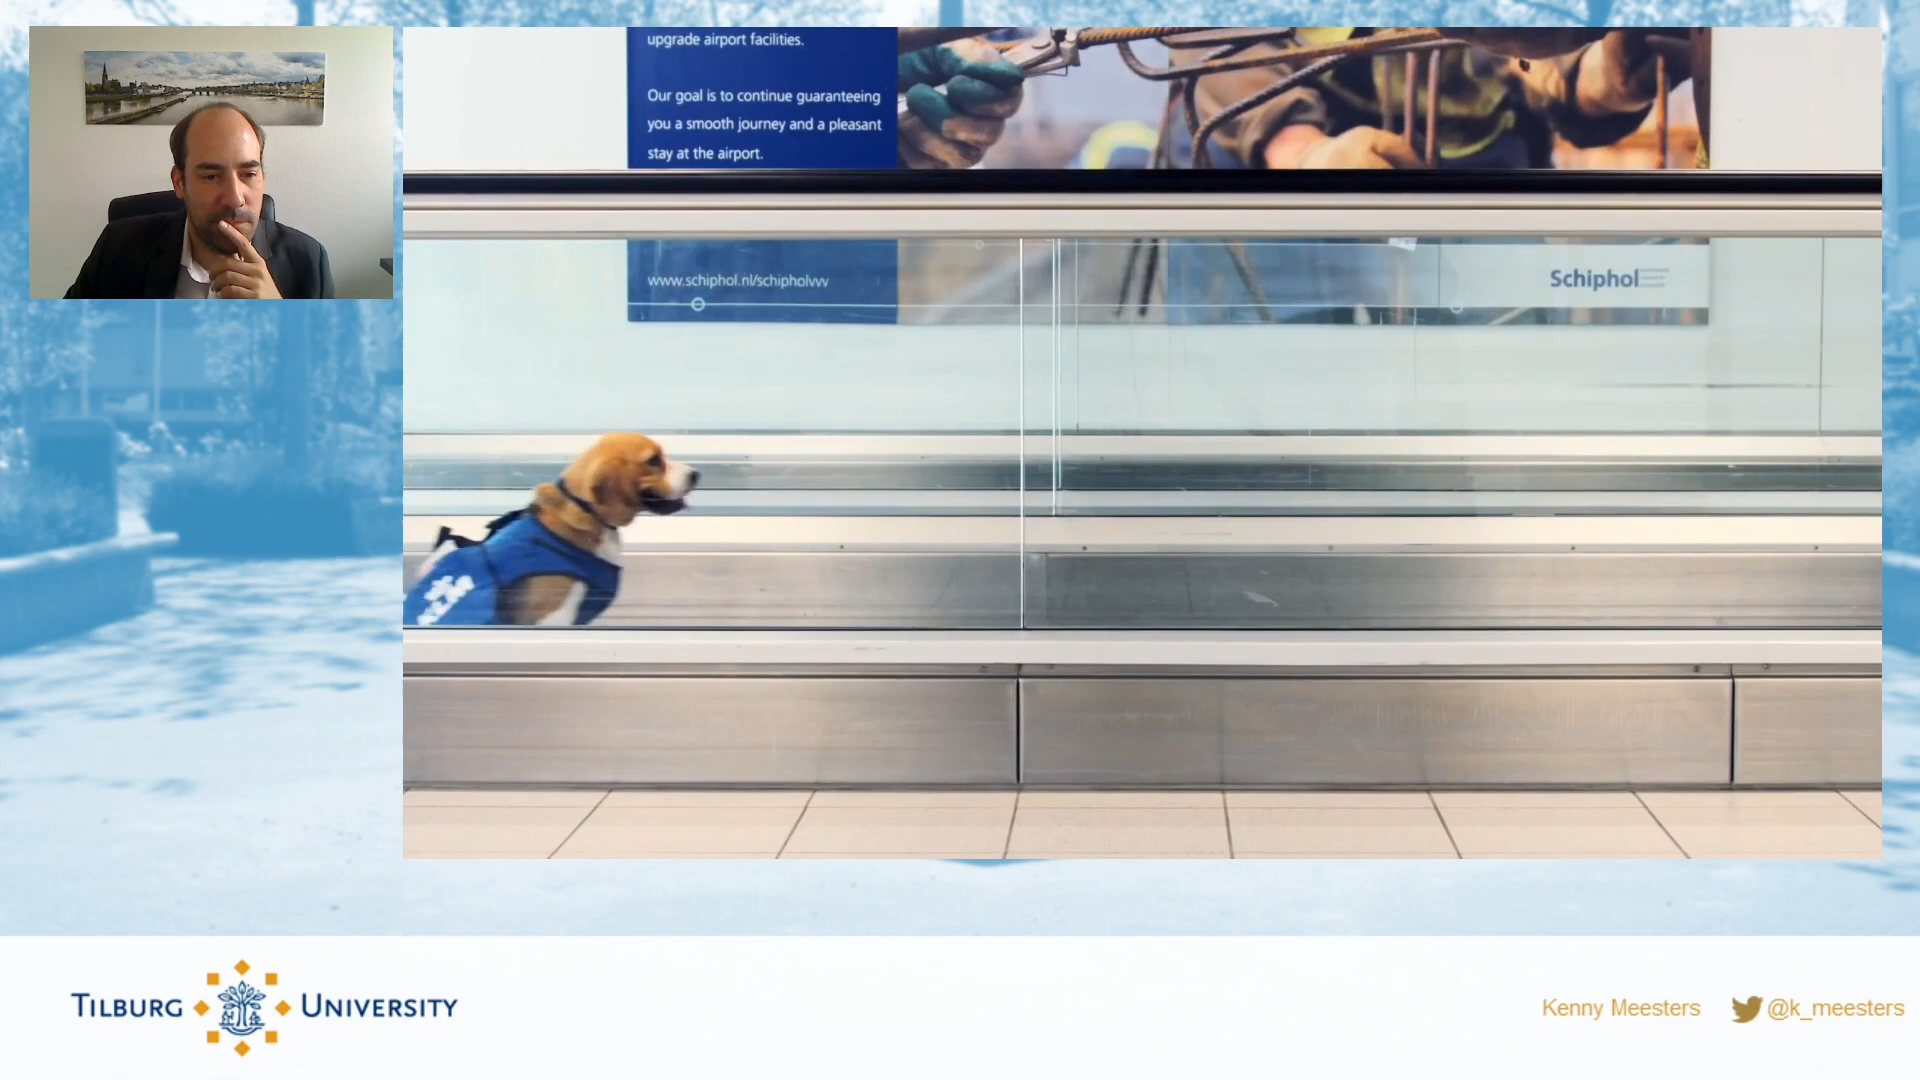 upgrade airport facilities.
Our goal is to continue guaranteeing
you a smooth journey and a pleasant
stay at the airport.
www.schiphol.nl/schipholvvv
Schiphol
TILBURG UNIVERSITY
Kenny Meesters @k_meesters